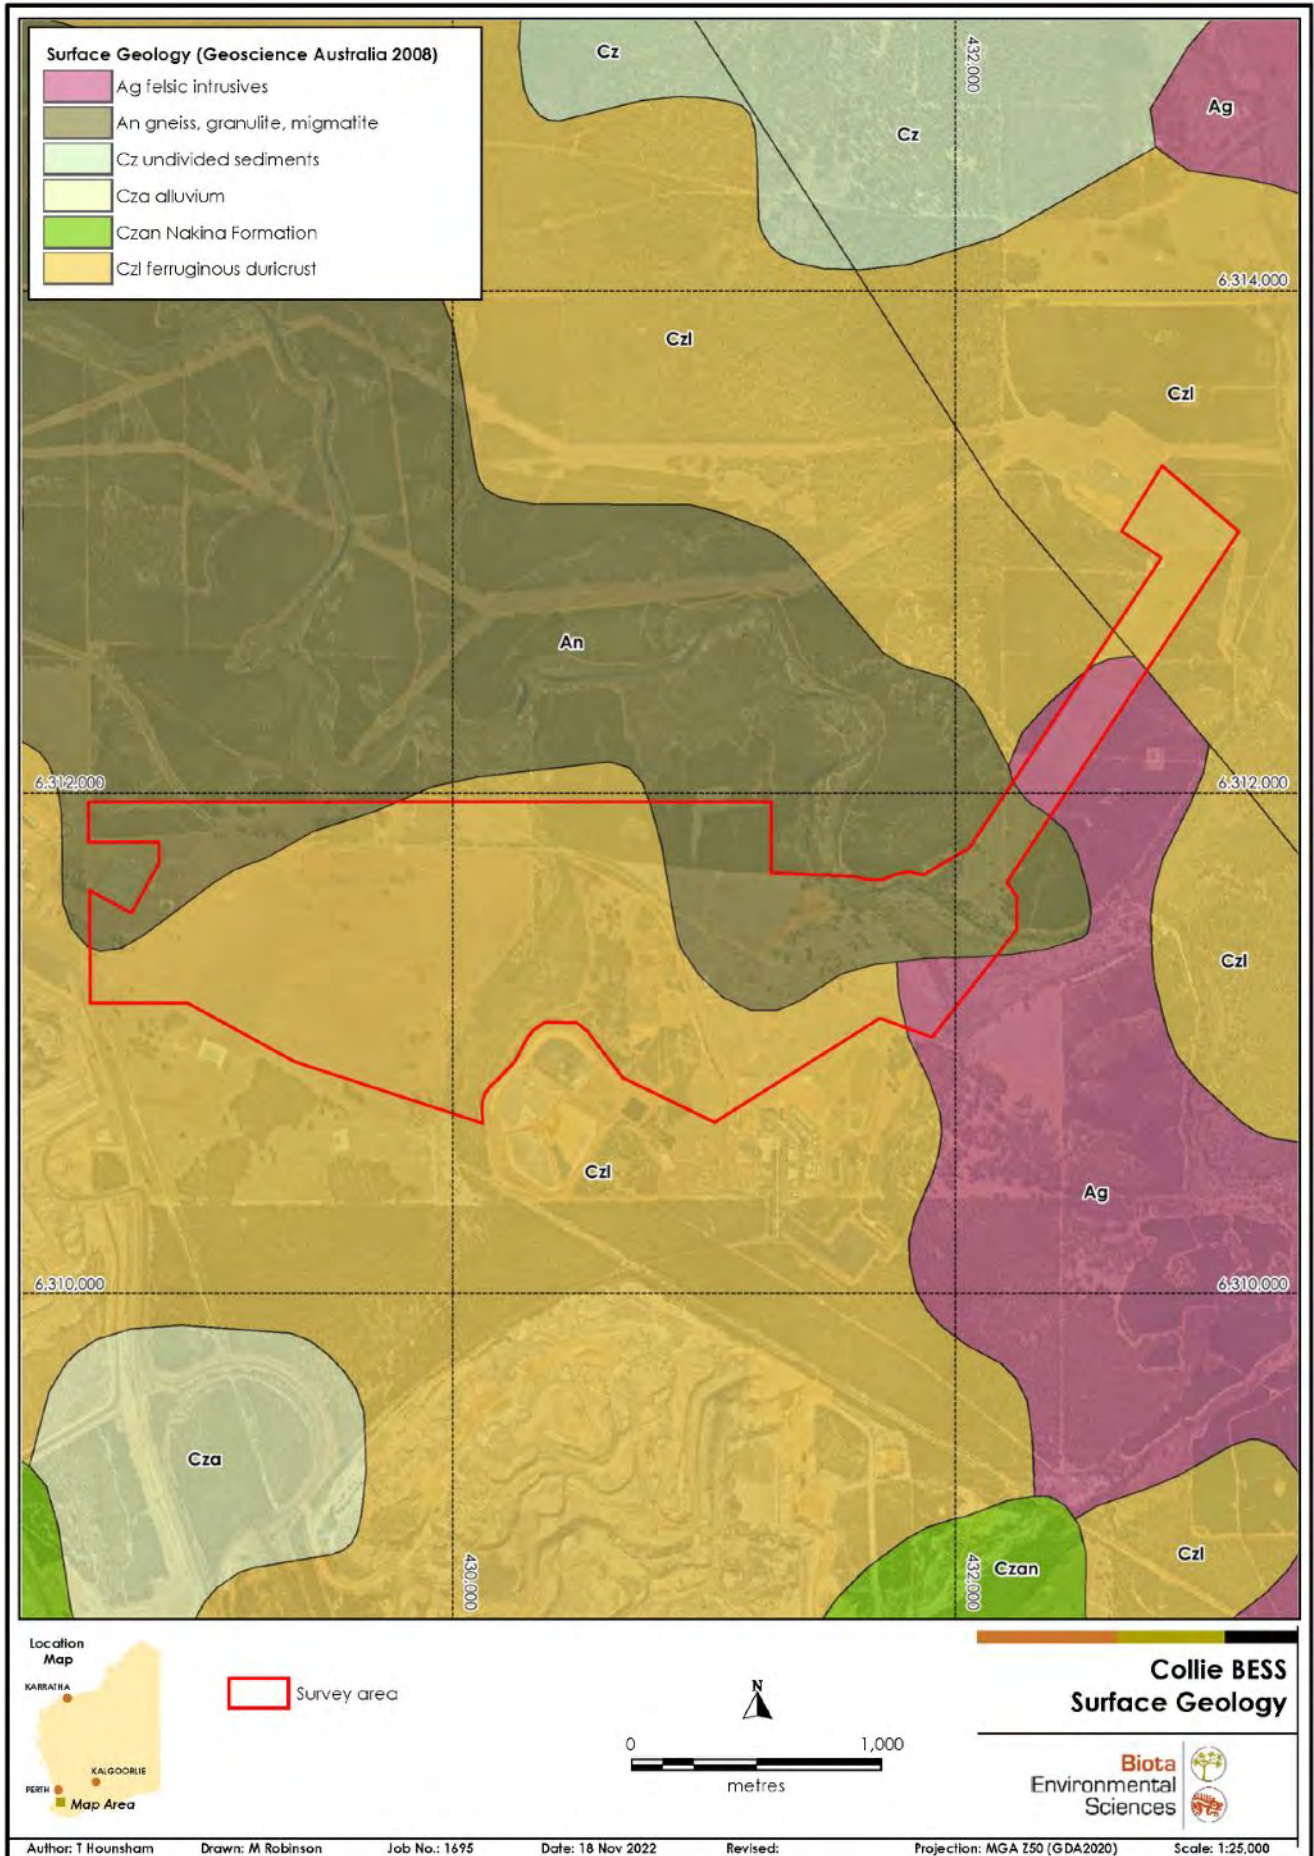 Surface Geology (Geoscience Australia 2008)
Ag felsic intrusives
An gneiss, granulite, migmatite
Cz undivided sediments
Cza alluvium
Czan Nakina Formation
Czl ferruginous duricrust
Cz
432,000
Ag
Cz
6,314,000
Czl
Czl
An
6,312,000
6,312,000
Czl
Czl
Ag
6,310,000
6,310,000
Cza
430,000
432,000
Czl
Czan
Location
Map
KARRATHA
KALGOORLIE
PERTH
Map Area
Survey area
N
0
1,000
metres
Collie BESS
Surface Geology
Biota
Environmental
Sciences
Author: T Hounsham Drawn: M Robinson Job No.: 1695 Date: 18 Nov 2022 Revised: Projection: MGA Z50 (GDA2020) Scale: 1:25,000